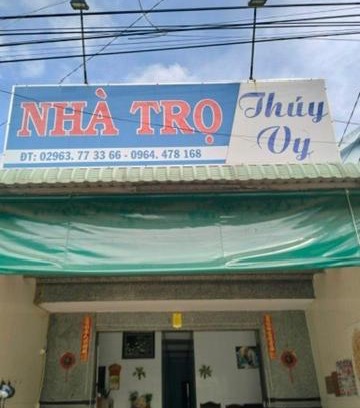 NHÀ TRỌ
Thúy
Vy
ĐT: 02963. 77 33 66 - 0964. 478 168